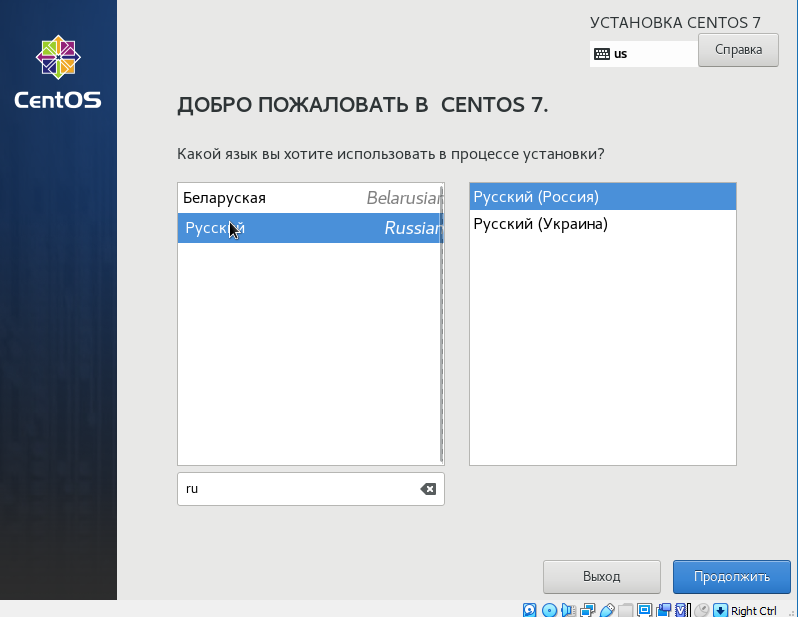 УСТАНОВКА CENTOS 7
us
Справка
CentOS
ДОБРО ПОЖАЛОВАТЬ В CENTOS 7.
Какой язык вы хотите использовать в процессе установки?
Беларуская Belarusian
Русский Russian
Русский (Россия)
Русский (Украина)
ru
Выход
Продолжить
Right Ctrl